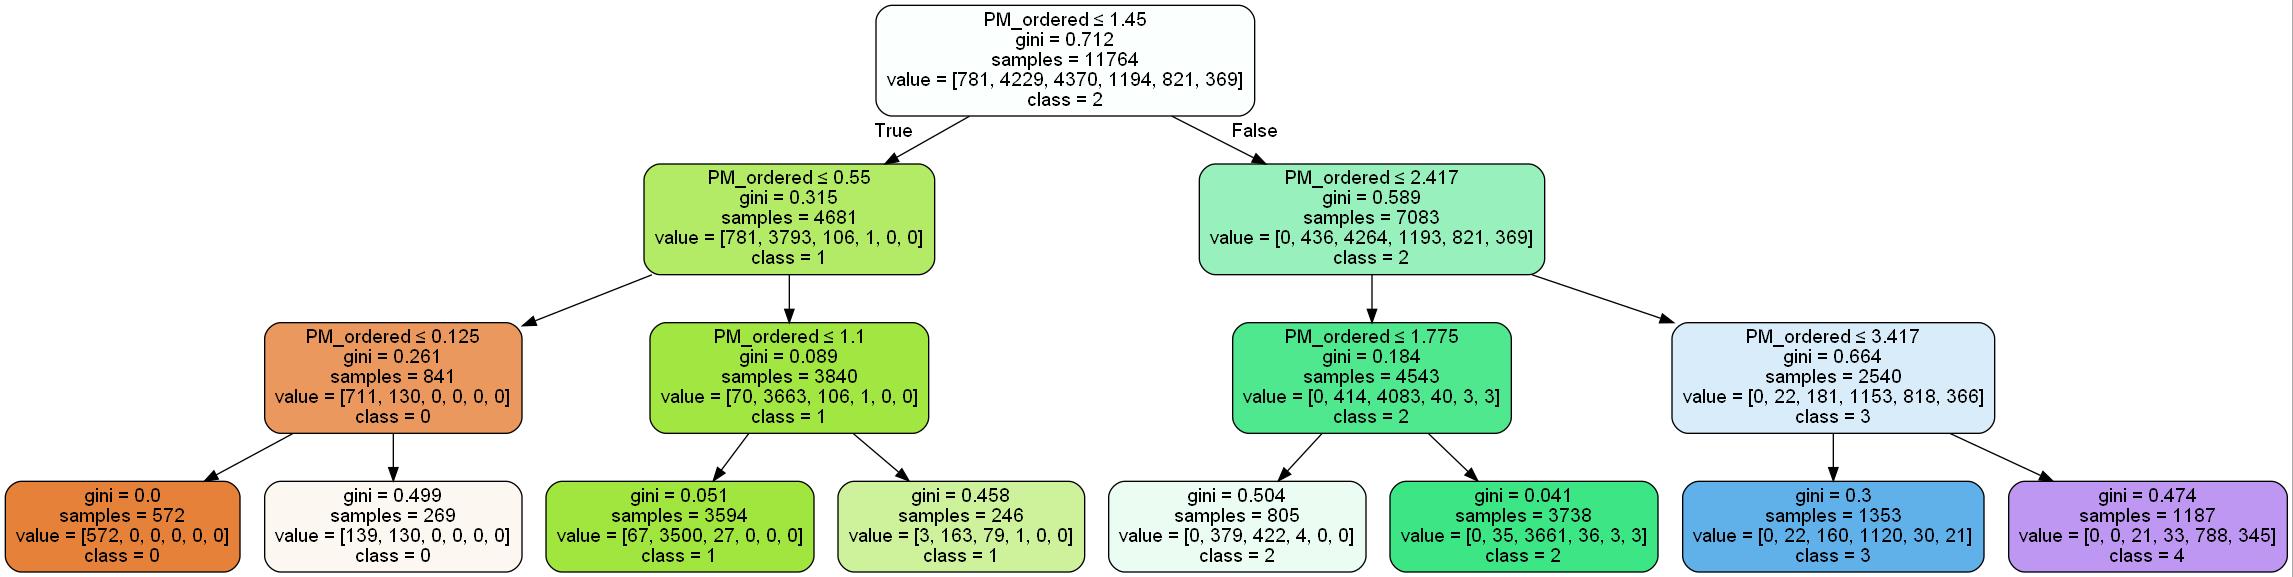 PM_ordered ≤ 1.45
gini = 0.712
samples = 11764
value = [781, 4229, 4370, 1194, 821, 369]
class = 2
True
False
PM_ordered ≤ 0.55
gini = 0.315
samples = 4681
value = [781, 3793, 106, 1, 0, 0]
class = 1
PM_ordered ≤ 2.417
gini = 0.589
samples = 7083
value = [0, 436, 4264, 1193, 821, 369]
class = 2
PM_ordered ≤ 0.125
gini = 0.261
samples = 841
value = [711, 130, 0, 0, 0, 0]
class = 0
PM_ordered ≤ 1.1
gini = 0.089
samples = 3840
value = [70, 3663, 106, 1, 0, 0]
class = 1
PM_ordered ≤ 1.775
gini = 0.184
samples = 4543
value = [0, 414, 4083, 40, 3, 3]
class = 2
PM_ordered ≤ 3.417
gini = 0.664
samples = 2540
value = [0, 22, 181, 1153, 818, 366]
class = 3
gini = 0.0
samples = 572
value = [572, 0, 0, 0, 0, 0]
class = 0
gini = 0.499
samples = 269
value = [139, 130, 0, 0, 0, 0]
class = 0
gini = 0.051
samples = 3594
value = [67, 3500, 27, 0, 0, 0]
class = 1
gini = 0.458
samples = 246
value = [3, 163, 79, 1, 0, 0]
class = 1
gini = 0.504
samples = 805
value = [0, 379, 422, 4, 0, 0]
class = 2
gini = 0.041
samples = 3738
value = [0, 35, 3661, 36, 3, 3]
class = 2
gini = 0.3
samples = 1353
value = [0, 22, 160, 1120, 30, 21]
class = 3
gini = 0.474
samples = 1187
value = [0, 0, 21, 33, 788, 345]
class = 4